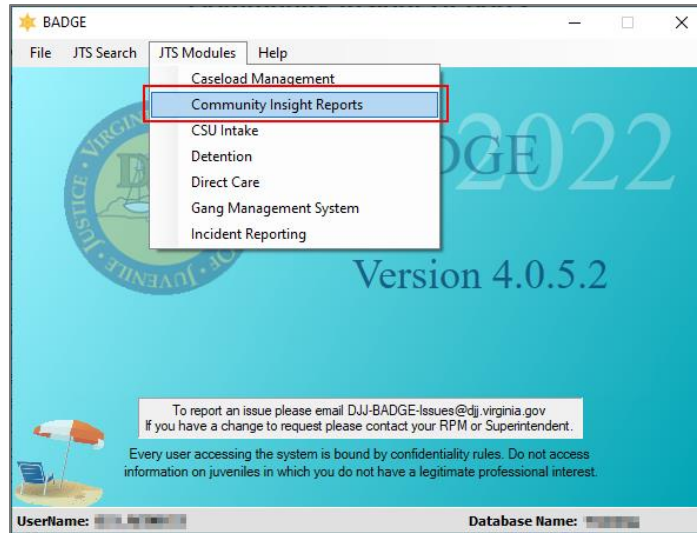 BADGE
File JTS Search JTS Modules Help
Caseload Management
Community Insight Reports
CSU Intake
Detention
Direct Care
Gang Management System
Incident Reporting
2022
Version 4.0.5.2
To report an issue please email DJJ-BADGE-Issues@djj.virginia.gov
If you have a change to request please contact your RPM or Superintendent.
Every user accessing the system is bound by confidentiality rules. Do not access
information on juveniles in which you do not have a legitimate professional interest.
UserName: Database Name: